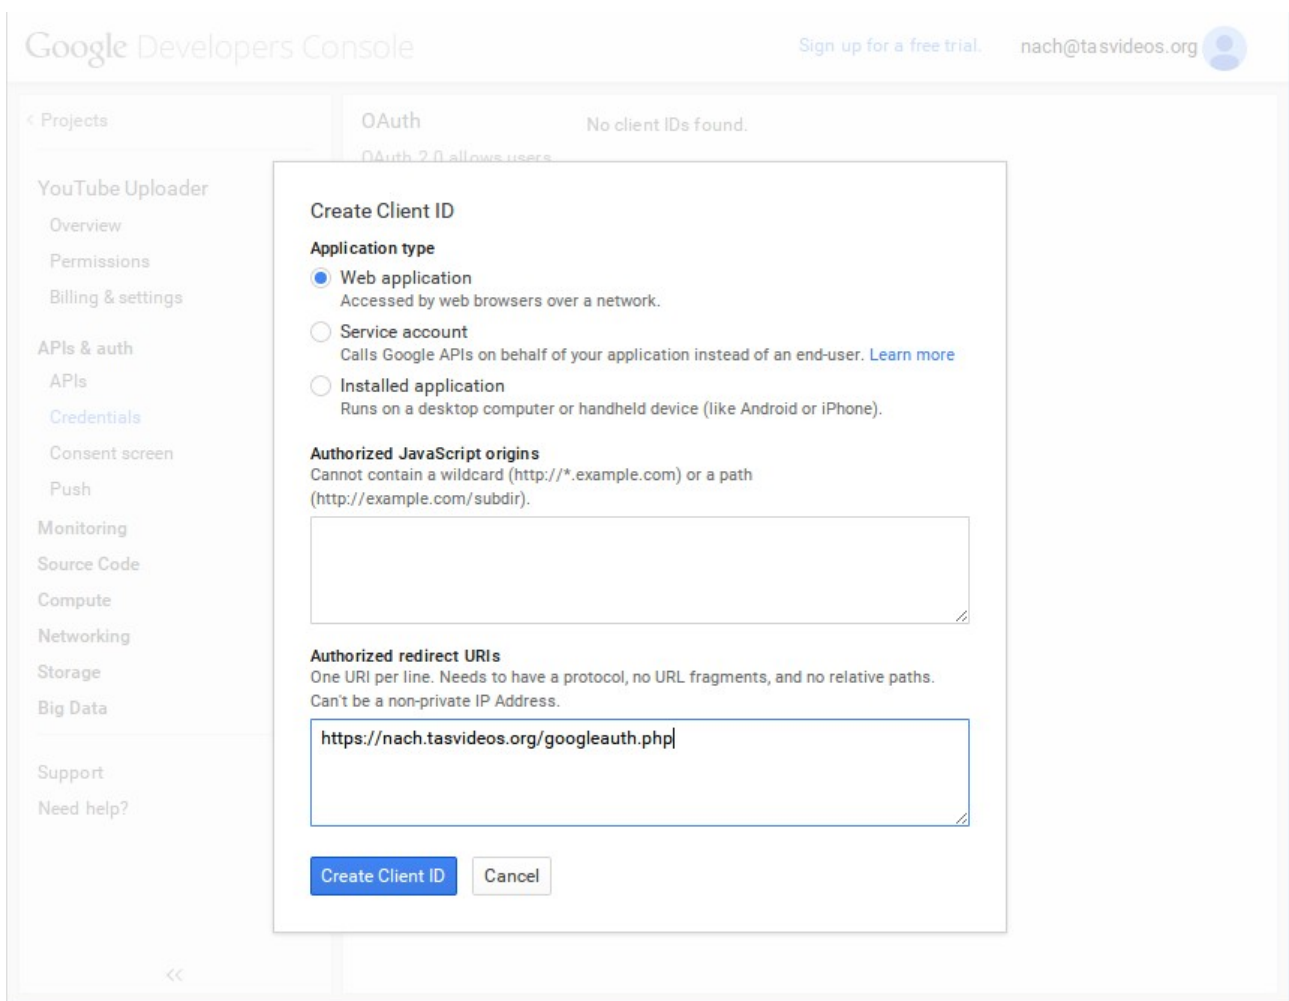 Google Developers Console
Sign up for a free trial.
nach@tasvideos.org
< Projects
YouTube Uploader
Overview
Permissions
Billing & settings
APIs & auth
APIs
Credentials
Consent screen
Push
Monitoring
Source Code
Compute
Networking
Storage
Big Data
Support
Need help?
<<
OAuth
OAuth 2.0 allows users
No client IDs found.
Create Client ID
Application type
Web application
Accessed by web browsers over a network.
Service account
Calls Google APIs on behalf of your application instead of an end-user. Learn more
Installed application
Runs on a desktop computer or handheld device (like Android or iPhone).
Authorized JavaScript origins
Cannot contain a wildcard (http://*.example.com) or a path
(http://example.com/subdir).
Authorized redirect URIs
One URI per line. Needs to have a protocol, no URL fragments, and no relative paths.
Can't be a non-private IP Address.
https://nach.tasvideos.org/googleauth.php
Create Client ID
Cancel